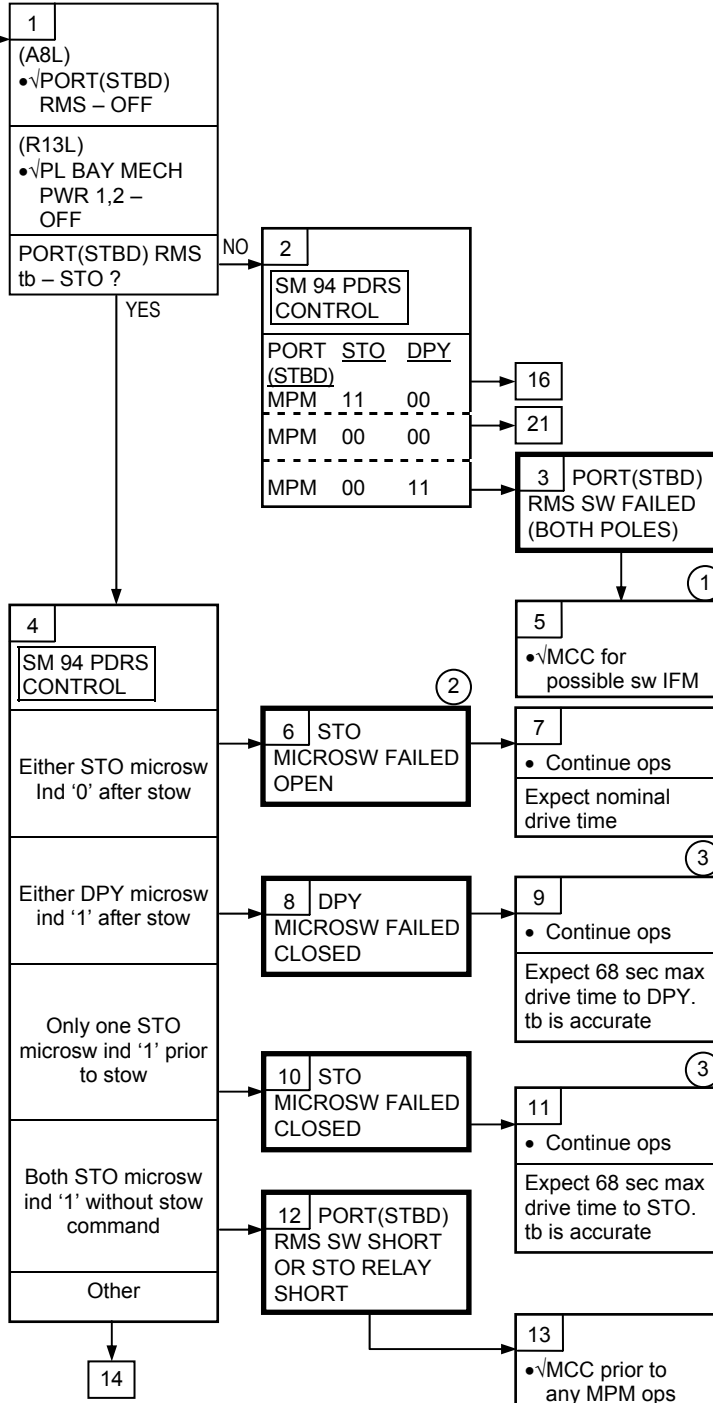 1
(A8L)
•√PORT(STBD)
RMS – OFF
(R13L)
•√PL BAY MECH
PWR 1,2 –
OFF
PORT(STBD) RMS
tb – STO ?
NO
YES
2
SM 94 PDRS
CONTROL
PORT STO DPY
(STBD)
MPM 11 00
MPM 00 00
MPM 00 11
16
21
3 PORT(STBD)
RMS SW FAILED
(BOTH POLES)
1
5
•√MCC for
possible sw IFM
4
SM 94 PDRS
CONTROL
Either STO microsw
Ind ‘0’ after stow
Either DPY microsw
ind ‘1’ after stow
Only one STO
microsw ind ‘1’ prior
to stow
Both STO microsw
ind ‘1’ without stow
command
Other
14
2
6 STO
MICROSW FAILED
OPEN
7
• Continue ops
Expect nominal
drive time
8 DPY
MICROSW FAILED
CLOSED
3
9
• Continue ops
Expect 68 sec max
drive time to DPY.
tb is accurate
10 STO
MICROSW FAILED
CLOSED
3
11
• Continue ops
Expect 68 sec max
drive time to STO.
tb is accurate
12 PORT(STBD)
RMS SW SHORT
OR STO RELAY
SHORT
13
•√MCC prior to
any MPM ops